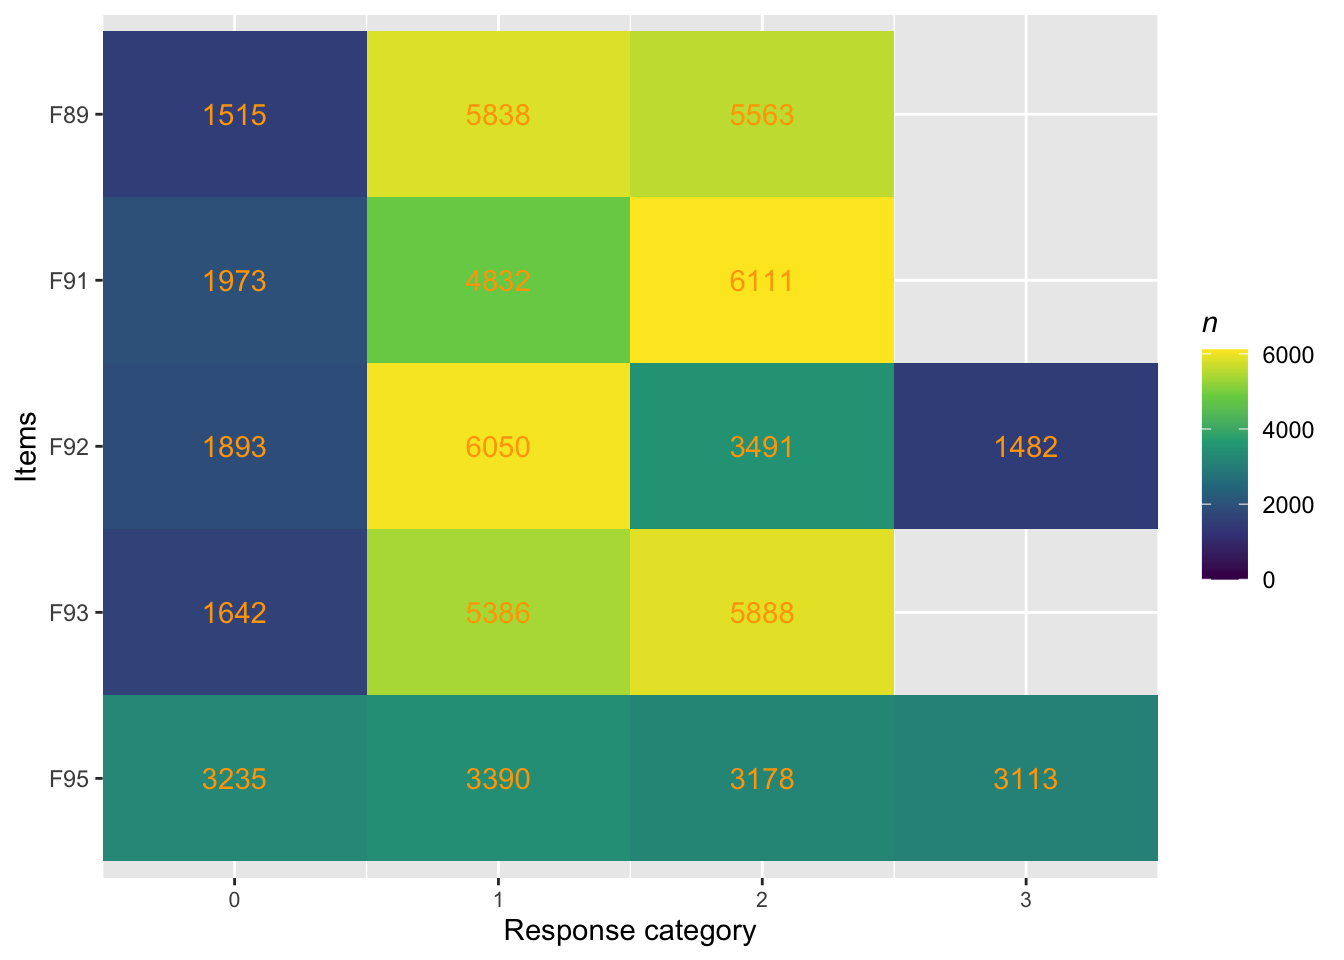 F89 1515 5838 5563
F91 1973 4832 6111
F92 1893 6050 3491 1482
F93 1642 5386 5888
F95 3235 3390 3178 3113
0 1 2 3
Response category
Items
n
6000
4000
2000
0